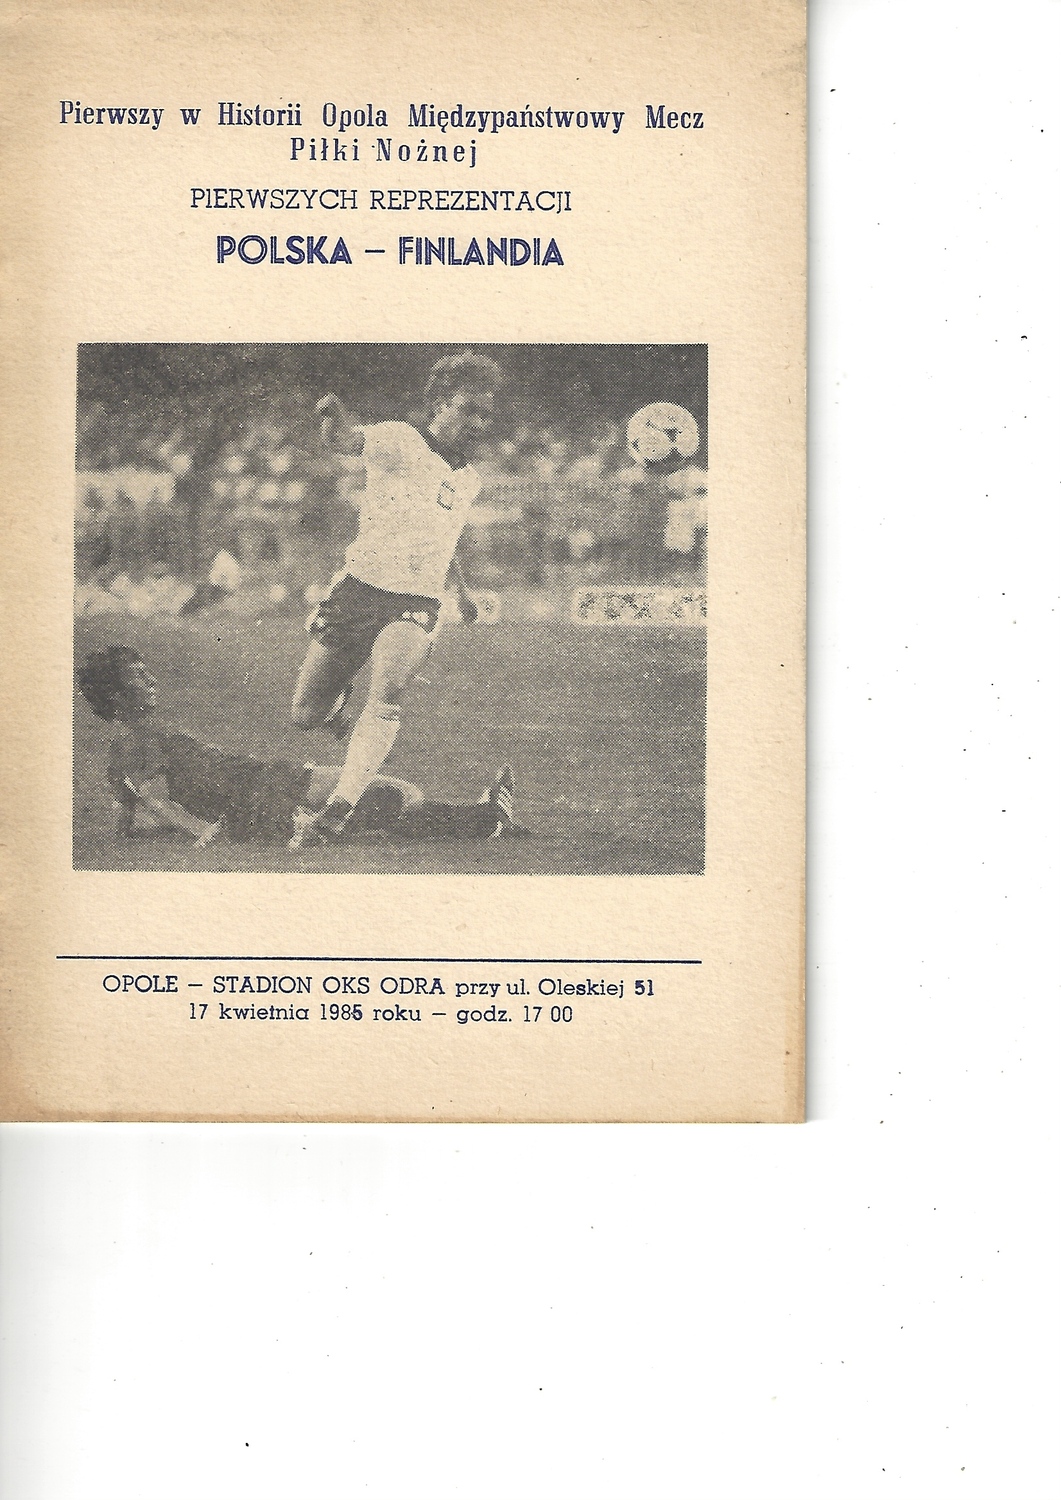 Pierwszy w Historii Opola Międzypaństwowy Mecz
Piłki Nożnej
PIERWSZYCH REPREZENTACJI
POLSKA – FINLANDIA
OPOLE – STADION OKS ODRA przy ul. Oleskiej 51
17 kwietnia 1985 roku – godz. 17 00